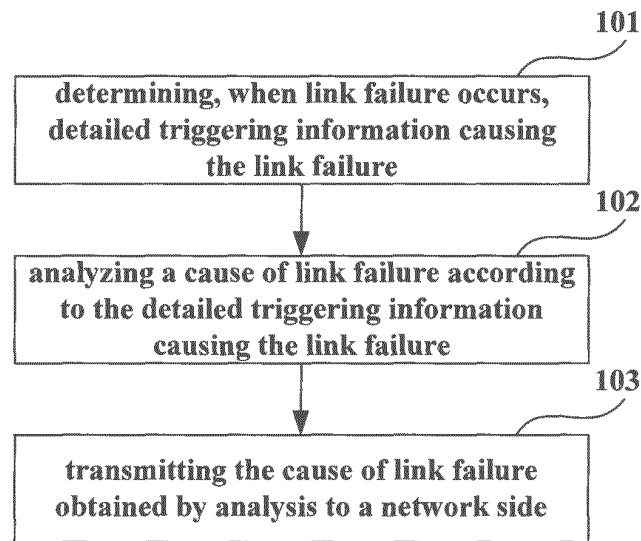 101
determining, when link failure occurs,
detailed triggering information causing
the link failure
102
analyzing a cause of link failure according
to the detailed triggering information
causing the link failure
103
transmitting the cause of link failure
obtained by analysis to a network side